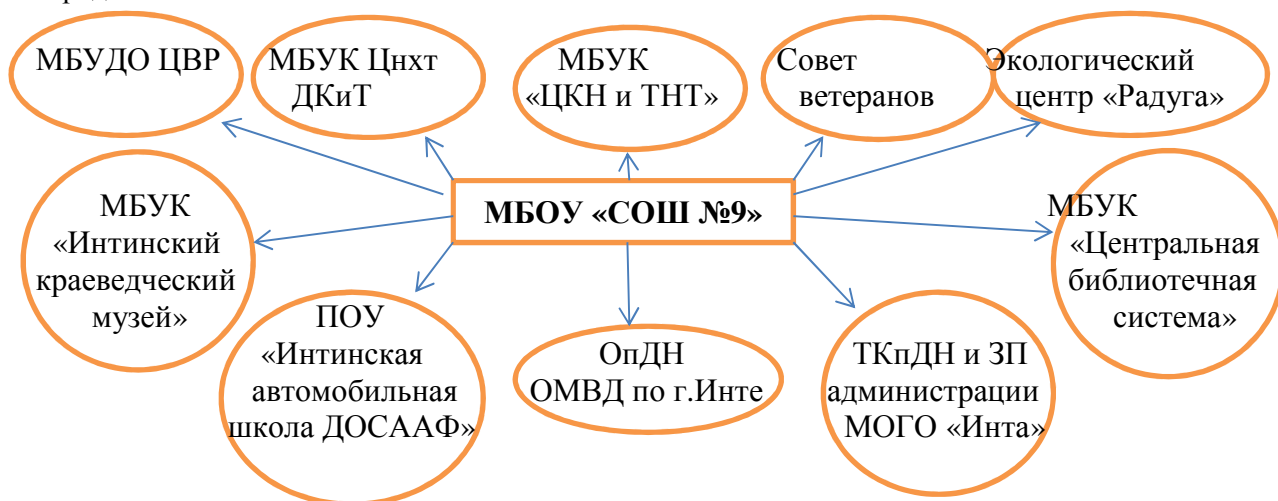 МБУДО ЦВР
МБУК Цнхт
ДКиТ
МБУК
«ЦКН и ТНТ»
Совет
ветеранов
Экологический
центр «Радуга»
МБОУ «СОШ №9»
МБУК
«Интинский
краеведческий
музей»
МБУК
«Центральная
библиотечная
система»
ПОУ
«Интинская
автомобильная
школа ДОСААФ»
ОпДН
ОМВД по г.Инте
ТКпДН и ЗП
администрации
МОГО «Инта»